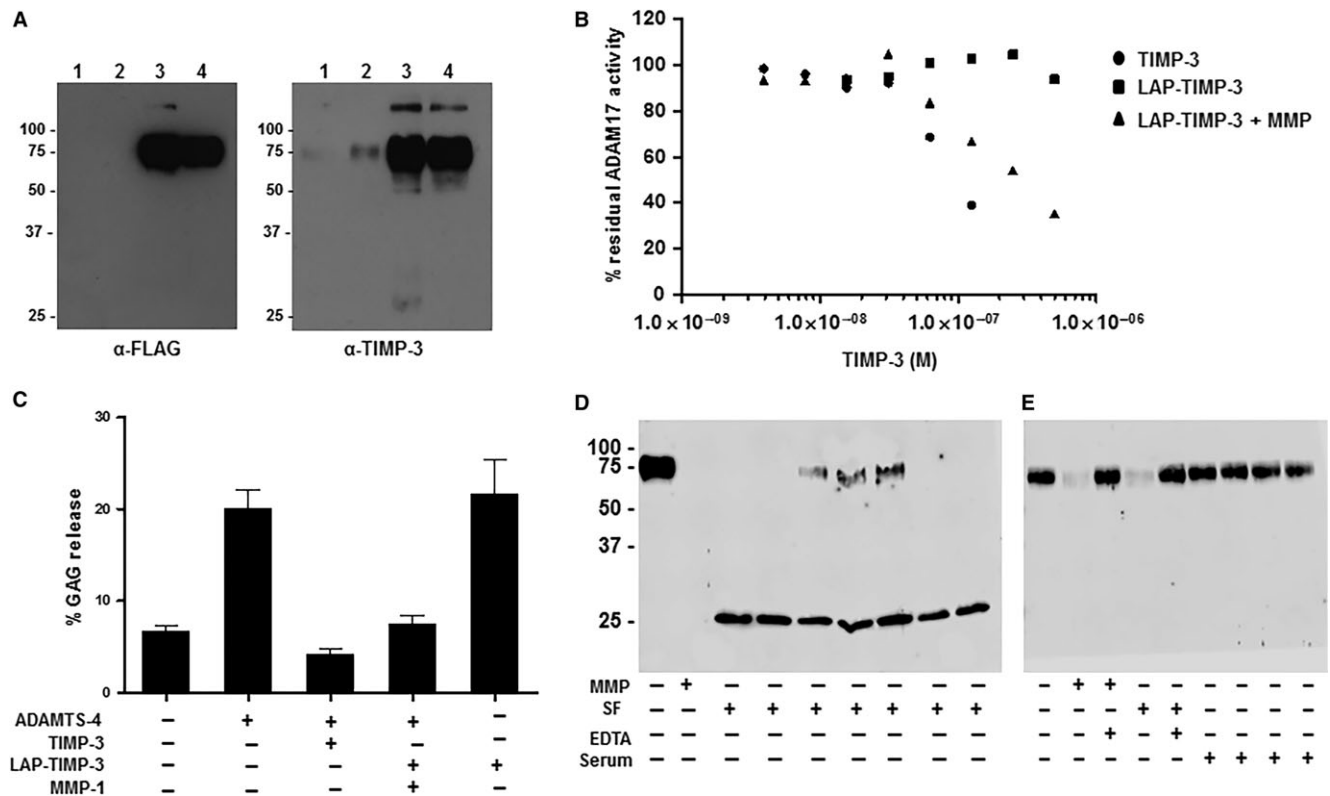 A
1 2 3 4
100 -
75 -
50 -
37 -
25 -
α-FLAG
1 2 3 4
100 -
75 -
50 -
37 -
25 -
α-TIMP-3
B
% residual ADAM17 activity
120
100
80
60
40
20
0
1.0 × 10⁻⁰⁹ 1.0 × 10⁻⁰⁸ 1.0 × 10⁻⁰⁷ 1.0 × 10⁻⁰⁶
TIMP-3 (M)
TIMP-3
LAP-TIMP-3
LAP-TIMP-3 + MMP
C
% GAG release
30
20
10
0
ADAMTS-4 – + + + –
TIMP-3 – – + – –
LAP-TIMP-3 – – – + +
MMP-1 – – – + –
D
100 -
75 -
50 -
37 -
25 -
E
MMP – + – – – – – – – – + + – – – – – –
SF – – + + + + + + + – – – + + – – – –
EDTA – – – – – – – – – – – + – + – – – –
Serum – – – – – – – – – – – – – – + + + +